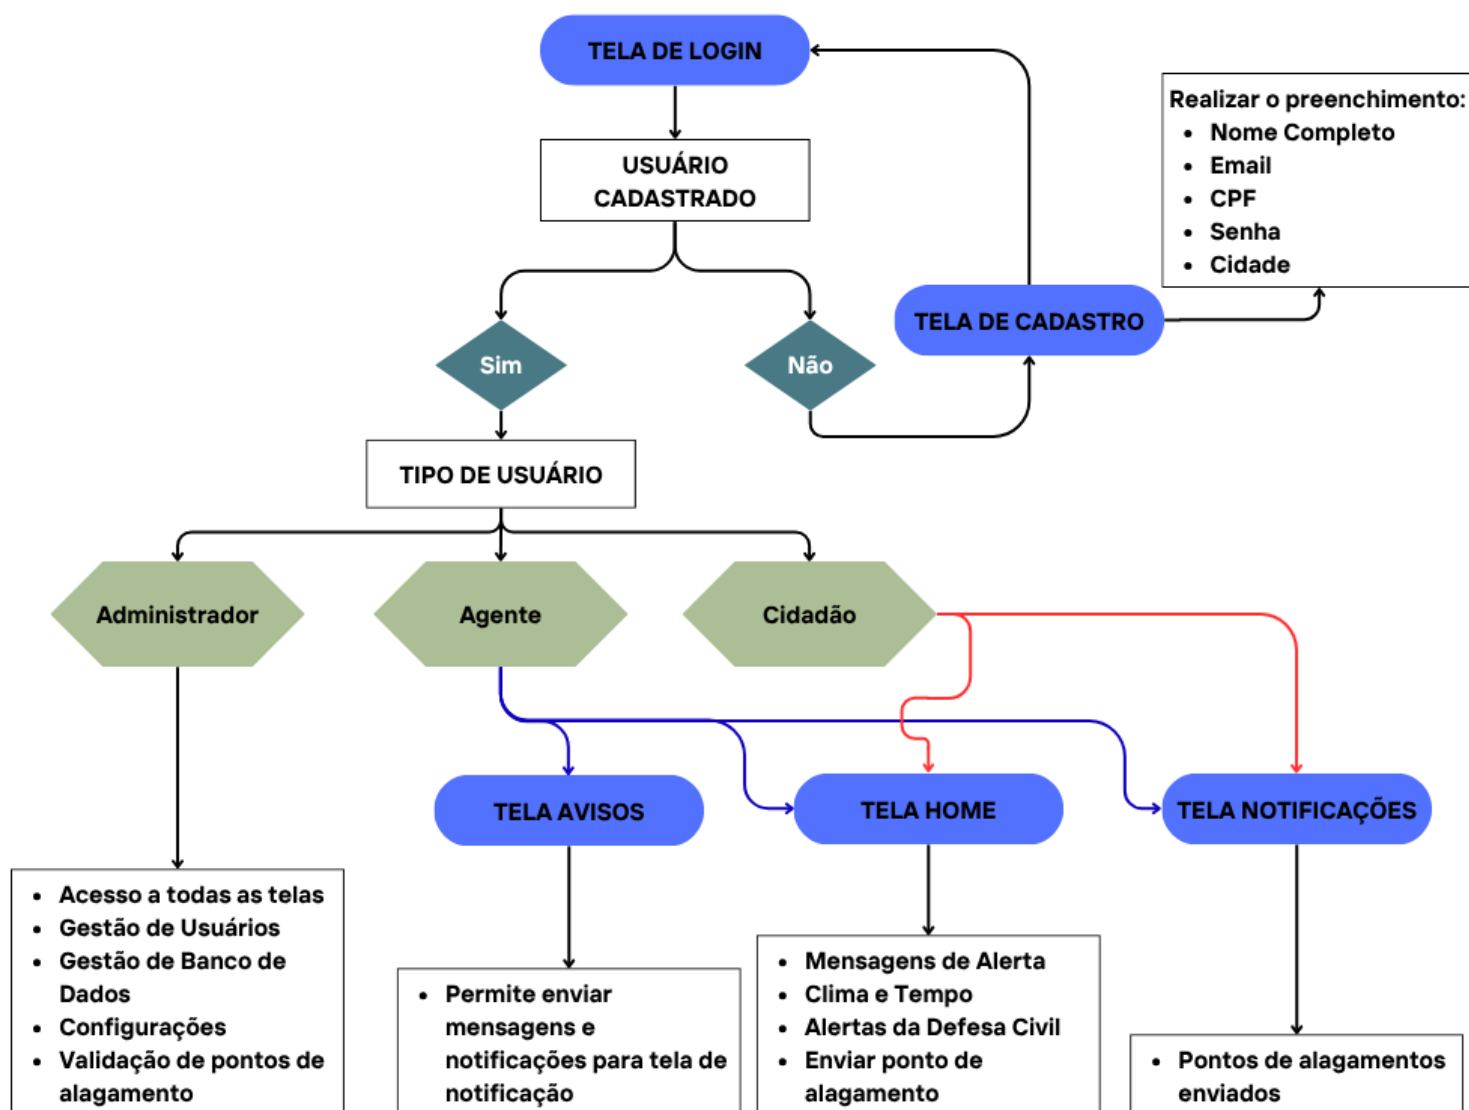 TELA DE LOGIN
Realizar o preenchimento:
• Nome Completo
• Email
• CPF
• Senha
• Cidade
USUÁRIO
CADASTRADO
TELA DE CADASTRO
Sim
Não
TIPO DE USUÁRIO
Administrador
Agente
Cidadão
TELA AVISOS
TELA HOME
TELA NOTIFICAÇÕES
• Acesso a todas as telas
• Gestão de Usuários
• Gestão de Banco de
Dados
• Configurações
• Validação de pontos de
alagamento
• Permite enviar
mensagens e
notificações para tela de
notificação
• Mensagens de Alerta
• Clima e Tempo
• Alertas da Defesa Civil
• Enviar ponto de
alagamento
• Pontos de alagamentos
enviados